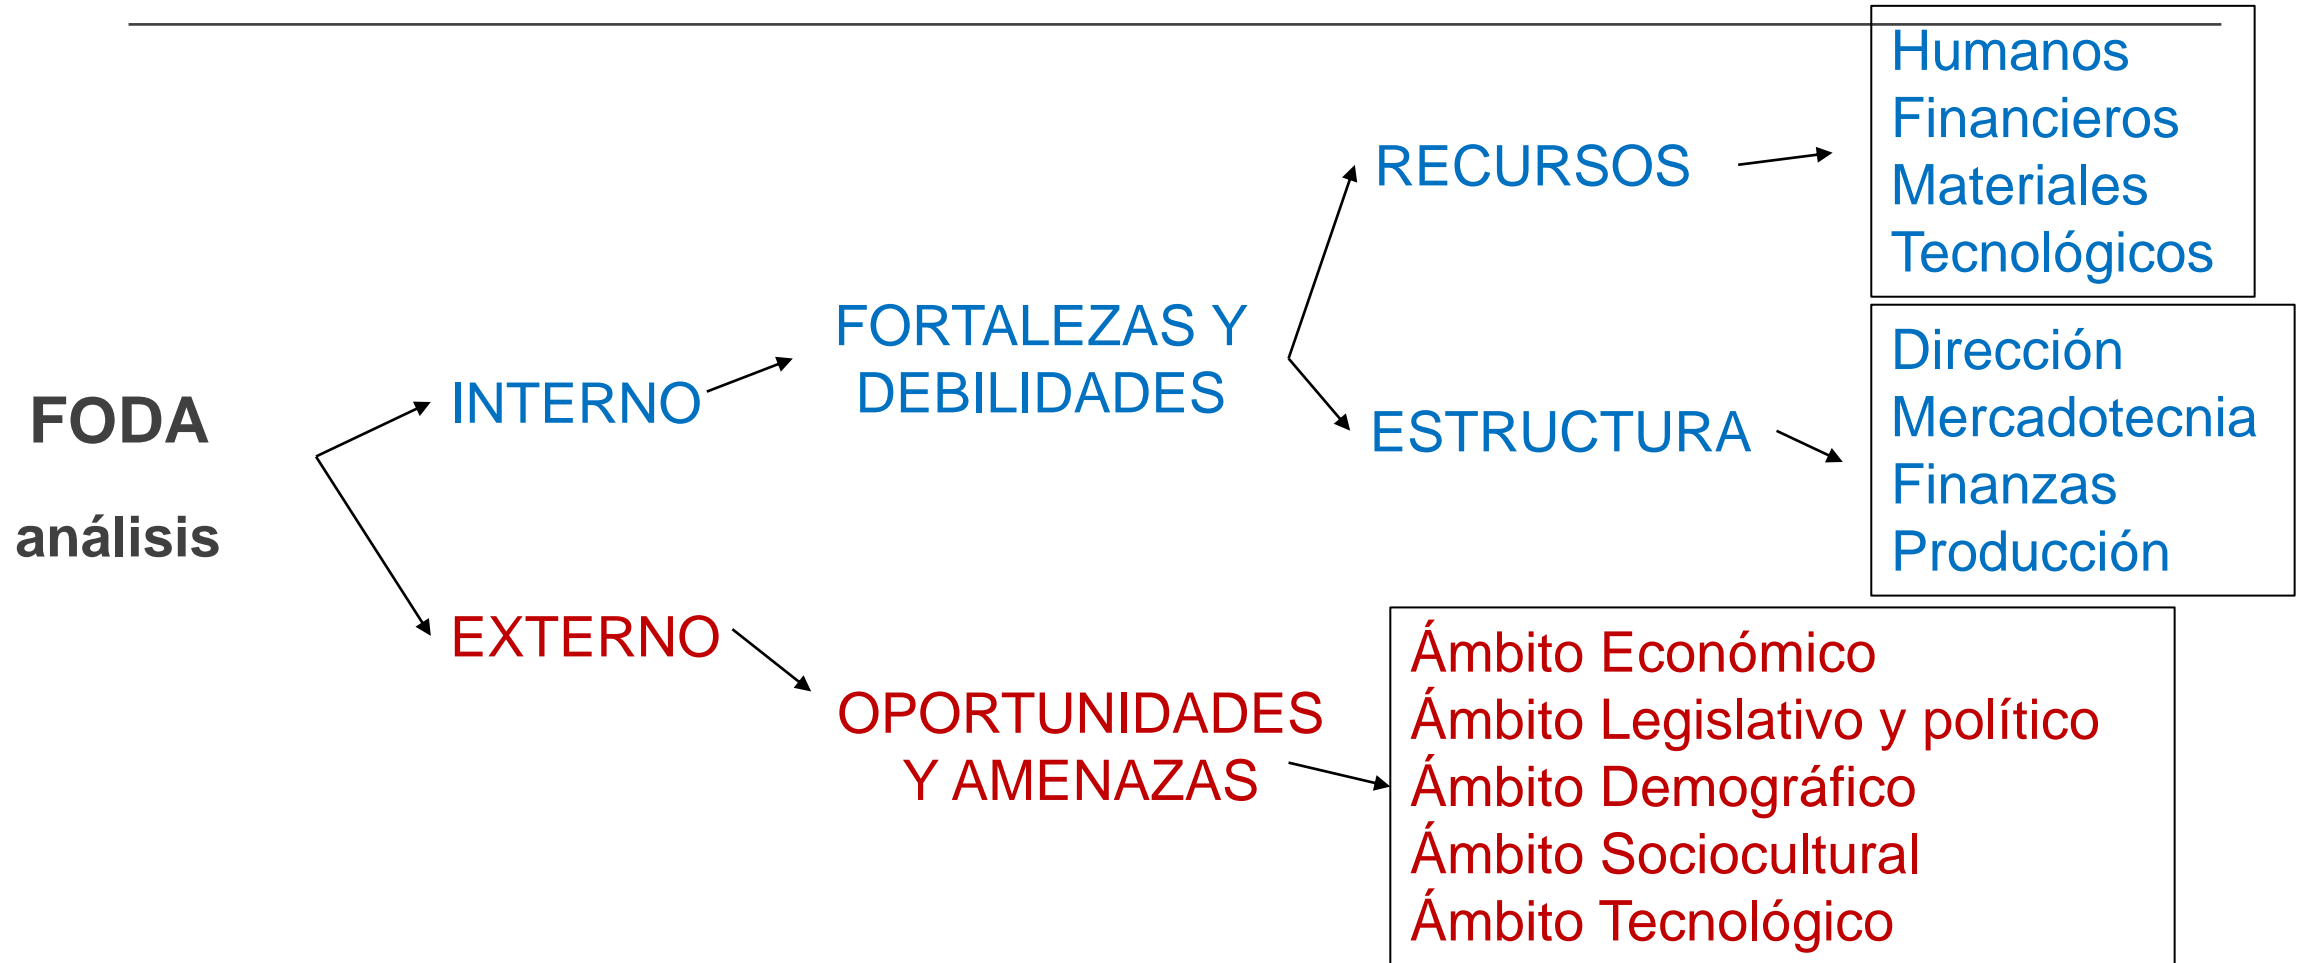 FODA
análisis
INTERNO
FORTALEZAS Y
DEBILIDADES
RECURSOS
Humanos
Financieros
Materiales
Tecnológicos
ESTRUCTURA
Dirección
Mercadotecnia
Finanzas
Producción
EXTERNO
OPORTUNIDADES
Y AMENAZAS
Ámbito Económico
Ámbito Legislativo y político
Ámbito Demográfico
Ámbito Sociocultural
Ámbito Tecnológico